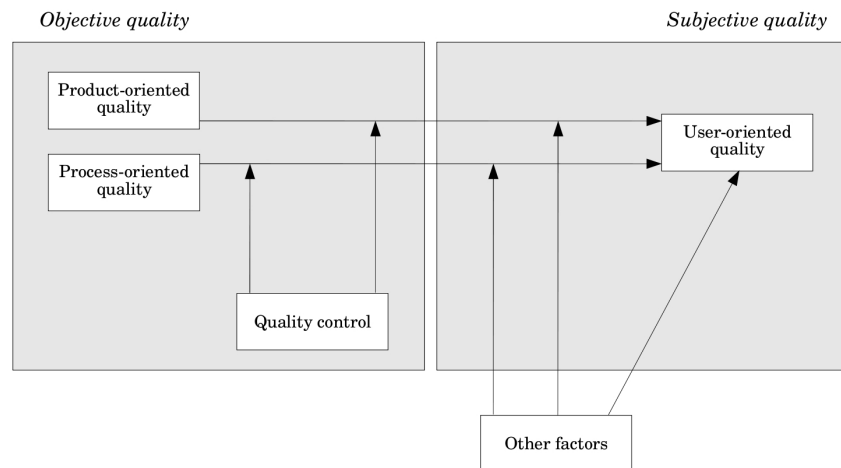 Objective quality
Subjective quality
Product-oriented
quality
User-oriented
quality
Process-oriented
quality
Quality control
Other factors